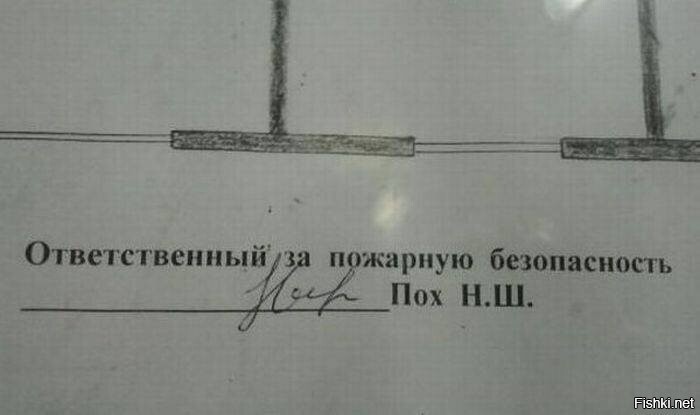 Ответственный за пожарную безопасность
Пох Н.Ш.
Fishki.net